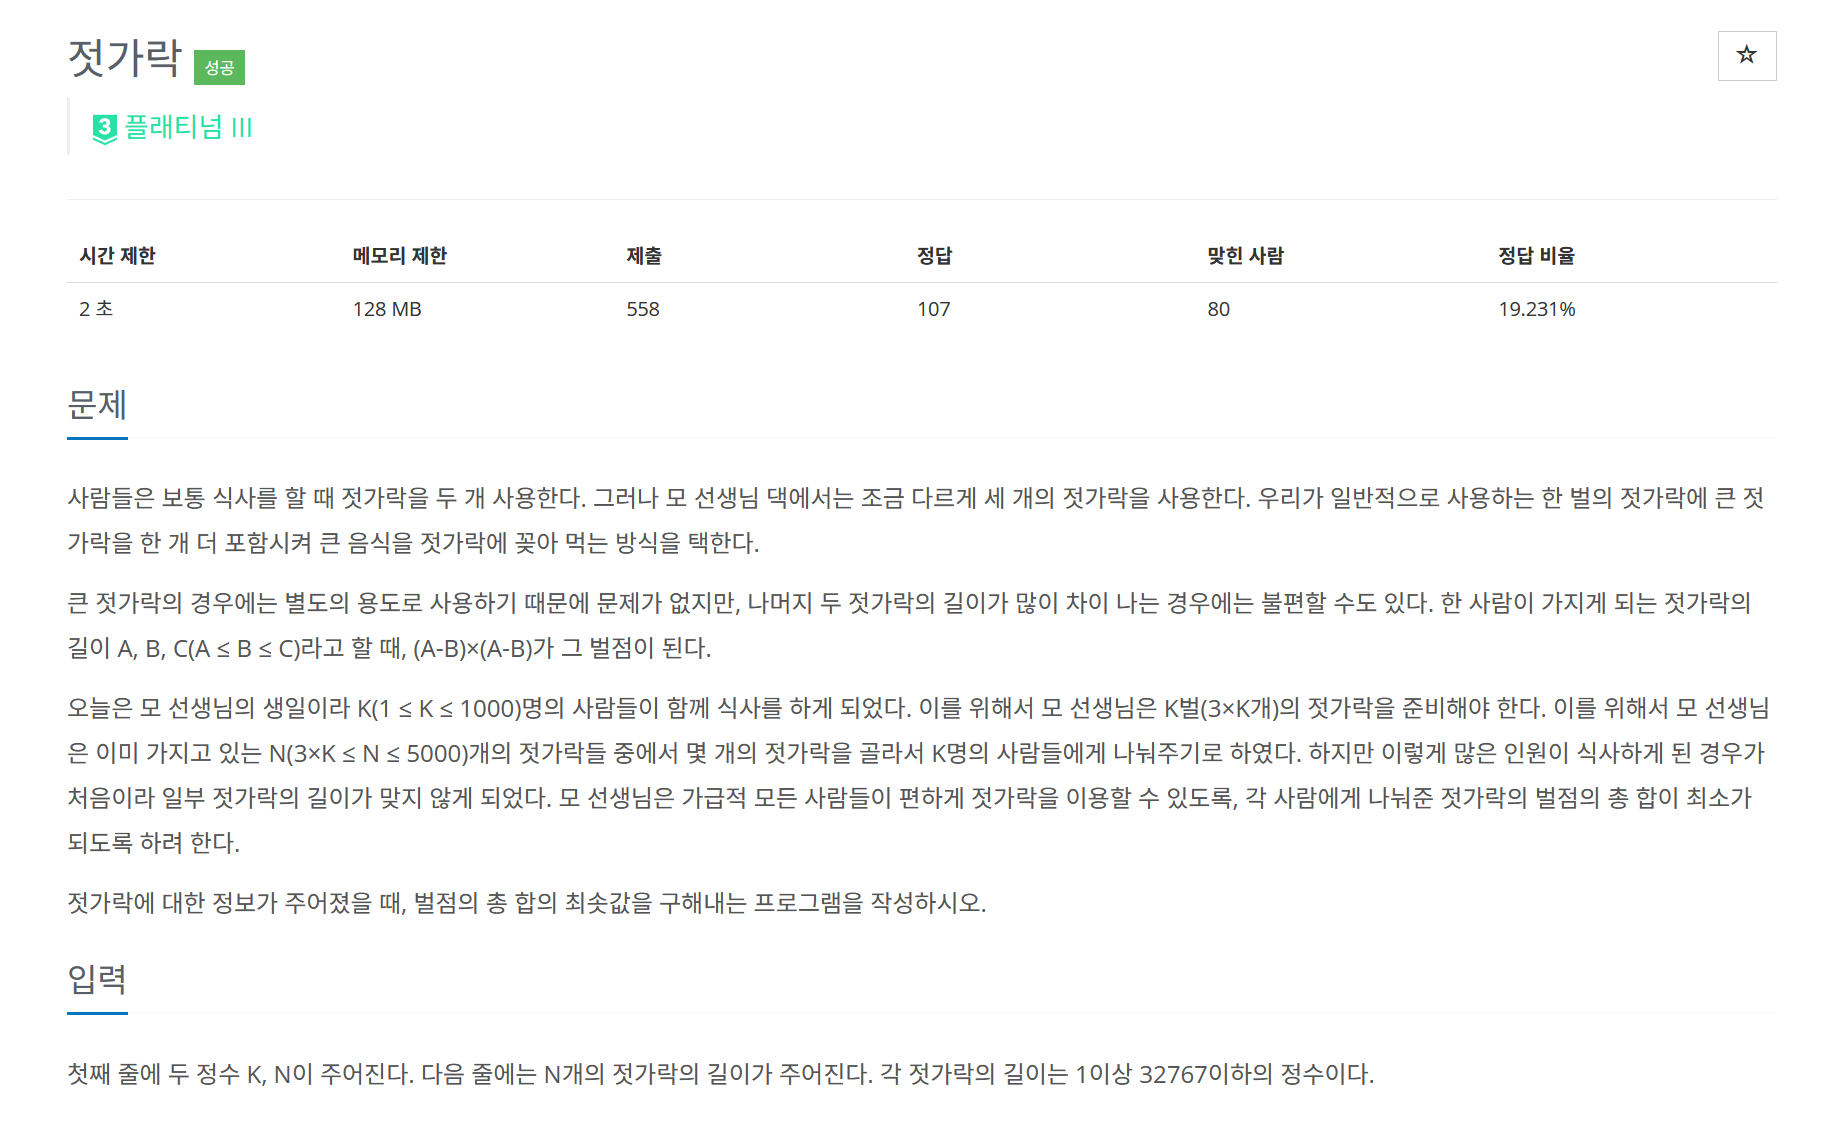 젓가락 성공
3 플래티넘 III
시간 제한 메모리 제한 제출 정답 맞힌 사람 정답 비율
2 초 128 MB 558 107 80 19.231%
문제
사람들은 보통 식사를 할 때 젓가락을 두 개 사용한다. 그러나 모 선생님 댁에서는 조금 다르게 세 개의 젓가락을 사용한다. 우리가 일반적으로 사용하는 한 벌의 젓가락에 큰 젓
가락을 한 개 더 포함시켜 큰 음식을 젓가락에 꽂아 먹는 방식을 택한다.
큰 젓가락의 경우에는 별도의 용도로 사용하기 때문에 문제가 없지만, 나머지 두 젓가락의 길이가 많이 차이 나는 경우에는 불편할 수도 있다. 한 사람이 가지게 되는 젓가락의
길이 A, B, C(A ≤ B ≤ C)라고 할 때, (A-B)×(A-B)가 그 벌점이 된다.
오늘은 모 선생님의 생일이라 K(1 ≤ K ≤ 1000)명의 사람들이 함께 식사를 하게 되었다. 이를 위해서 모 선생님은 K벌(3×K개)의 젓가락을 준비해야 한다. 이를 위해서 모 선생님
은 이미 가지고 있는 N(3×K ≤ N ≤ 5000)개의 젓가락들 중에서 몇 개의 젓가락을 골라서 K명의 사람들에게 나눠주기로 하였다. 하지만 이렇게 많은 인원이 식사하게 된 경우가
처음이라 일부 젓가락의 길이가 맞지 않게 되었다. 모 선생님은 가급적 모든 사람들이 편하게 젓가락을 이용할 수 있도록, 각 사람에게 나눠준 젓가락의 벌점의 총 합이 최소가
되도록 하려 한다.
젓가락에 대한 정보가 주어졌을 때, 벌점의 총 합의 최솟값을 구해내는 프로그램을 작성하시오.
입력
첫째 줄에 두 정수 K, N이 주어진다. 다음 줄에는 N개의 젓가락의 길이가 주어진다. 각 젓가락의 길이는 1이상 32767이하의 정수이다.